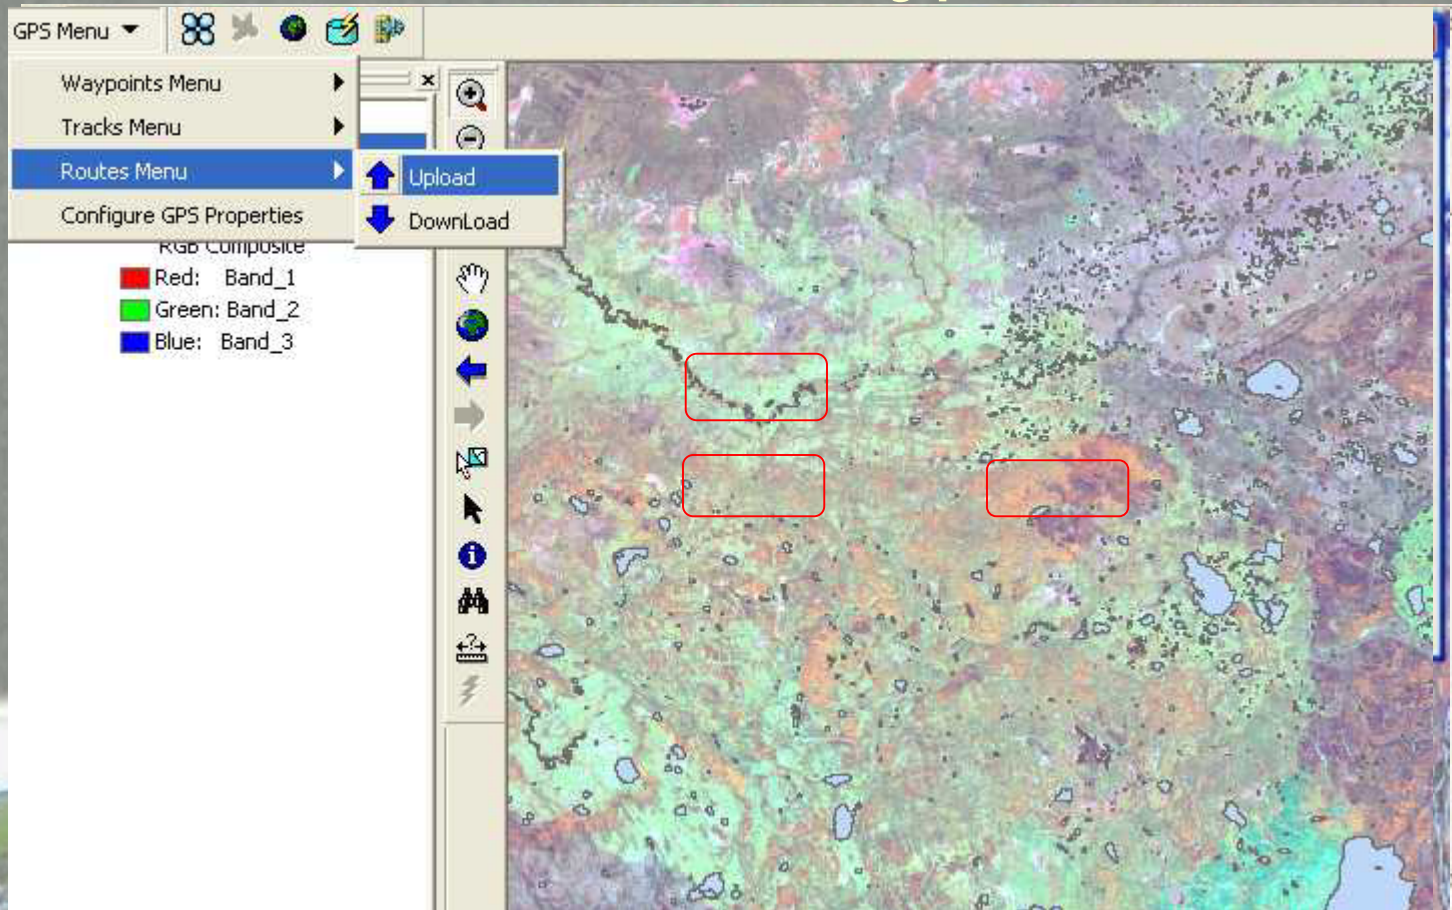 GPS Menu
Waypoints Menu
Tracks Menu
Routes Menu
Upload
Configure GPS Properties
DownLoad
RGB Composite
Red: Band_1
Green: Band_2
Blue: Band_3